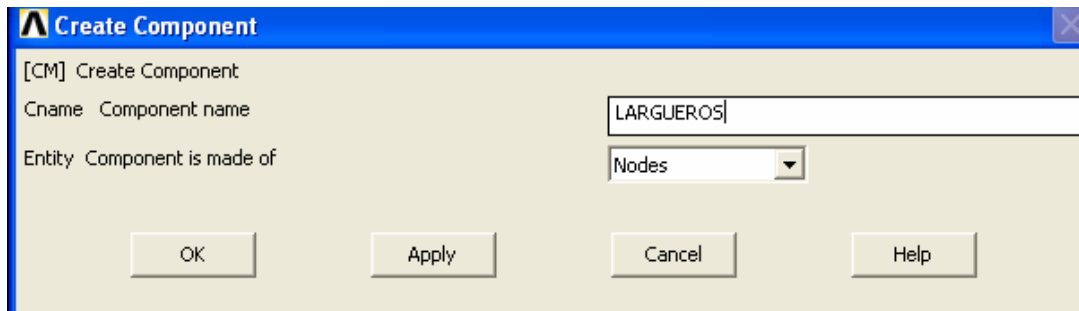 Create Component
[CM] Create Component
Cname Component name LARGUEROS
Entity Component is made of Nodes
OK Apply Cancel Help